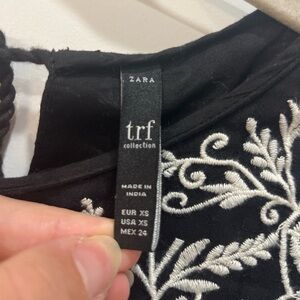 ZARA
trf
collection
MADE IN
INDIA
EUR XS
USA XS
MEX 24